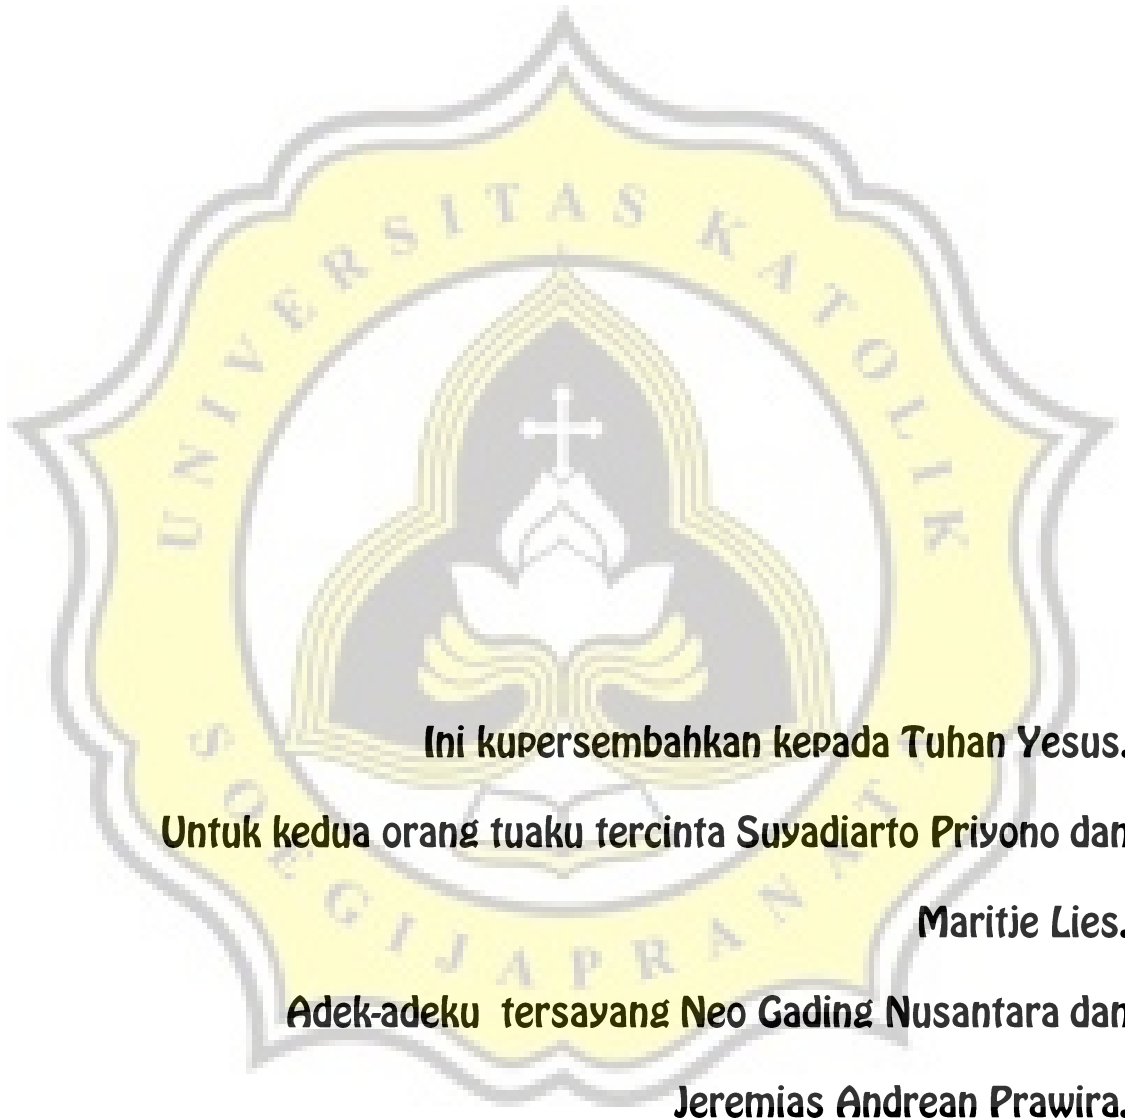 UNIVERSITAS KATOLIK
SOEGIJAPRANATA
Ini kupersembahkan kepada Tuhan Yesus.
Untuk kedua orang tuaku tercinta Suyadiarto Priyono dan
Maritje Lies.
Adek-adeku tersayang Neo Gading Nusantara dan
Jeremias Andrean Prawira.